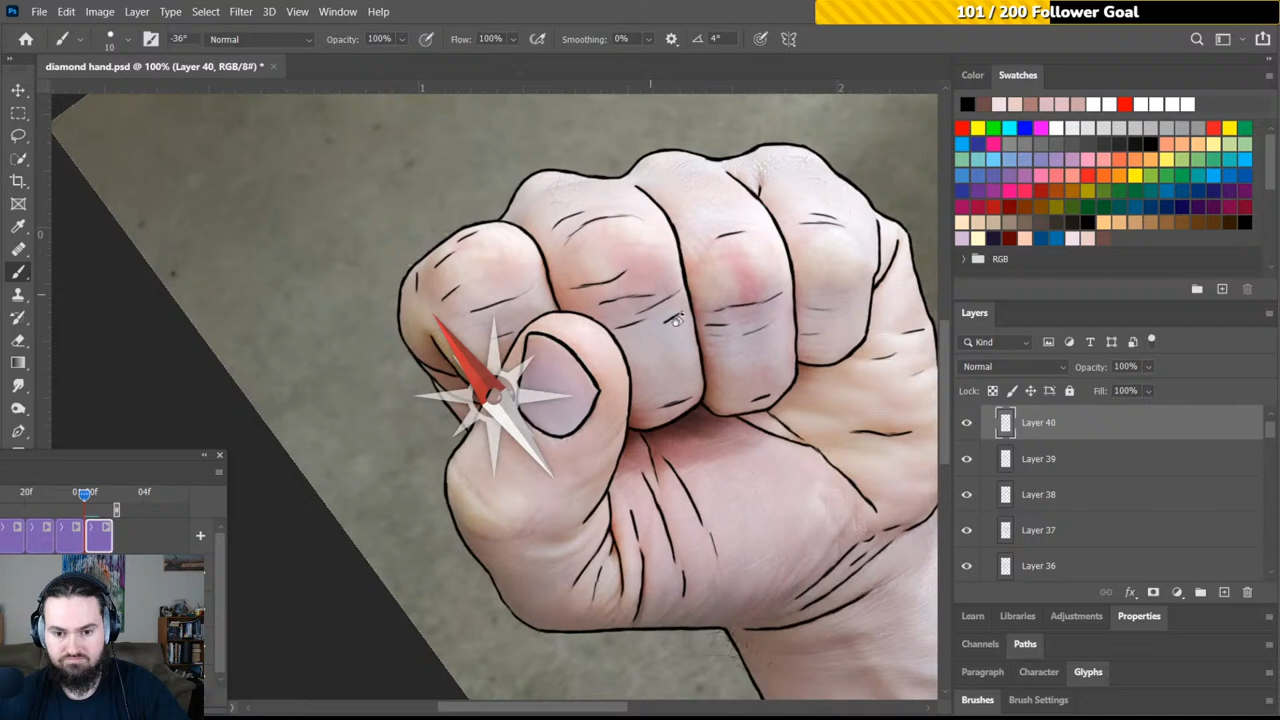 File Edit Image Layer Type Select Filter 3D View Window Help
101 / 200 Follower Goal
10 -36° Normal Opacity: 100% Flow: 100% Smoothing: 0% 4°
diamond hand.psd @ 100% (Layer 40, RGB/8#) *
Color Swatches
1 2
0
RGB
Layers
Kind
Normal Opacity: 100%
Lock: Fill: 100%
Layer 40
Layer 39
Layer 38
Layer 37
Layer 36
20f 04f
fx
Learn Libraries Adjustments Properties
Channels Paths
Paragraph Character Glyphs
Brushes Brush Settings